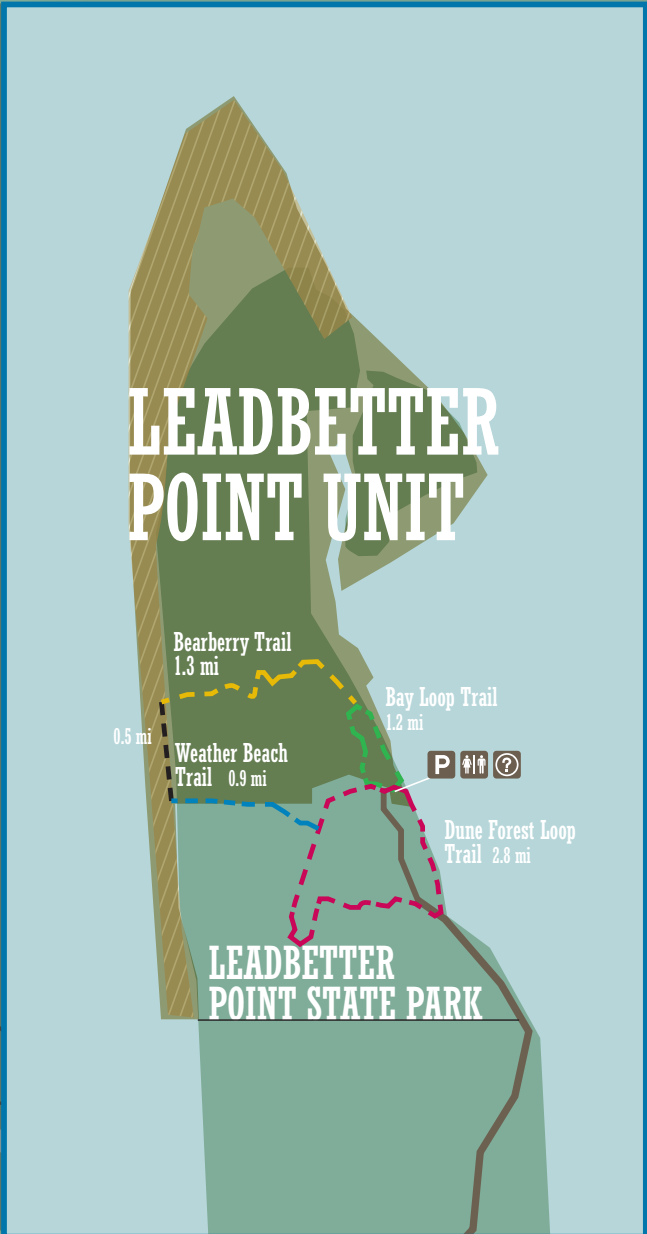 LEADBETTER
POINT UNIT
Bearberry Trail
1.3 mi
Bay Loop Trail
1.2 mi
0.5 mi
Weather Beach
Trail 0.9 mi
P
?
Dune Forest Loop
Trail 2.8 mi
LEADBETTER
POINT STATE PARK